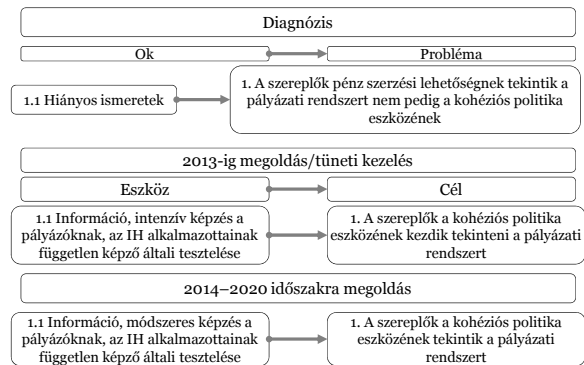 Diagnózis
Ok
Probléma
1.1 Hiányos ismeretek
1. A szereplők pénz szerzési lehetőségnek tekintik a
pályázati rendszert nem pedig a kohéziós politika
eszközének
2013-ig megoldás/tüneti kezelés
Eszköz
Cél
1.1 Információ, intenzív képzés a
pályázóknak, az IH alkalmazottainak
független képző általi tesztelése
1. A szereplők a kohéziós politika
eszközének kezdik tekinteni a pályázati
rendszert
2014–2020 időszakra megoldás
1.1 Információ, módszeres képzés a
pályázóknak, az IH alkalmazottainak
független képző általi tesztelése
1. A szereplők a kohéziós politika
eszközének tekintik a pályázati
rendszert